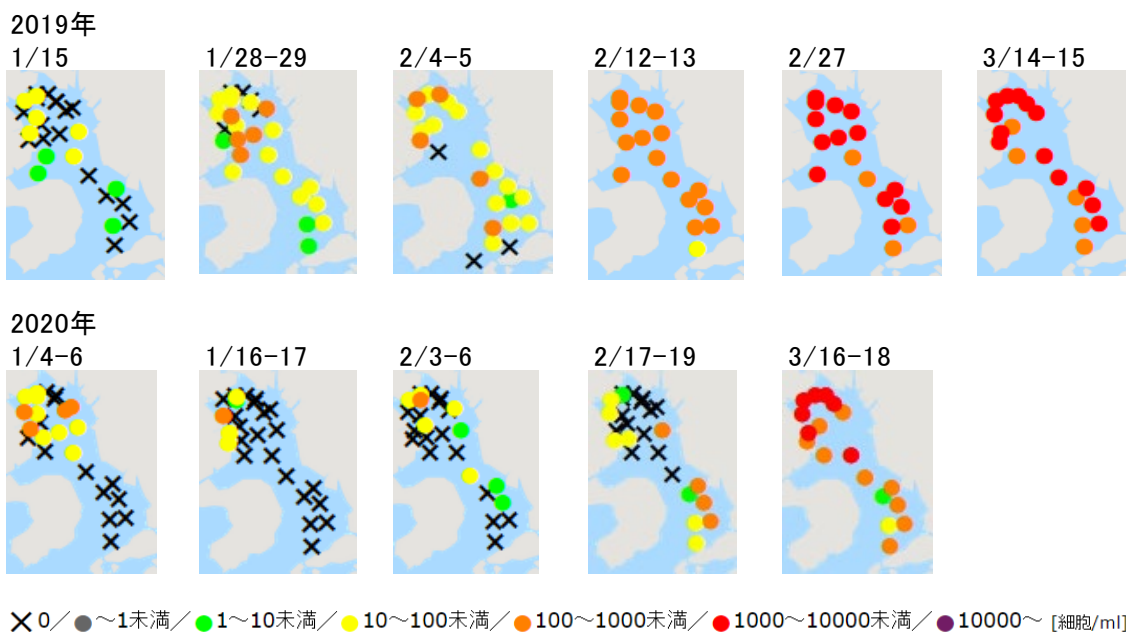 2019年
1/15 1/28-29 2/4-5 2/12-13 2/27 3/14-15
2020年
1/4-6 1/16-17 2/3-6 2/17-19 3/16-18
0／ ～1未満／ 1～10未満／ 10～100未満／ 100～1000未満／ 1000～10000未満／ 10000～ [細胞/ml]